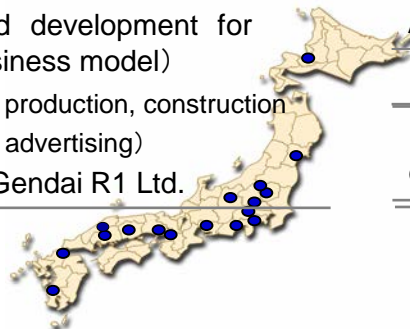 d development for
siness model）
production, construction
advertising）
Gendai R1 Ltd.